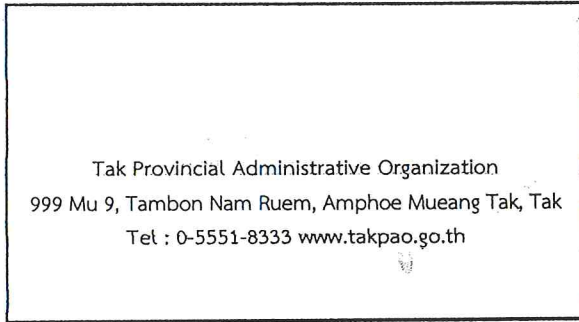 Tak Provincial Administrative Organization
999 Mu 9, Tambon Nam Ruem, Amphoe Mueang Tak, Tak
Tel : 0-5551-8333 www.takpao.go.th